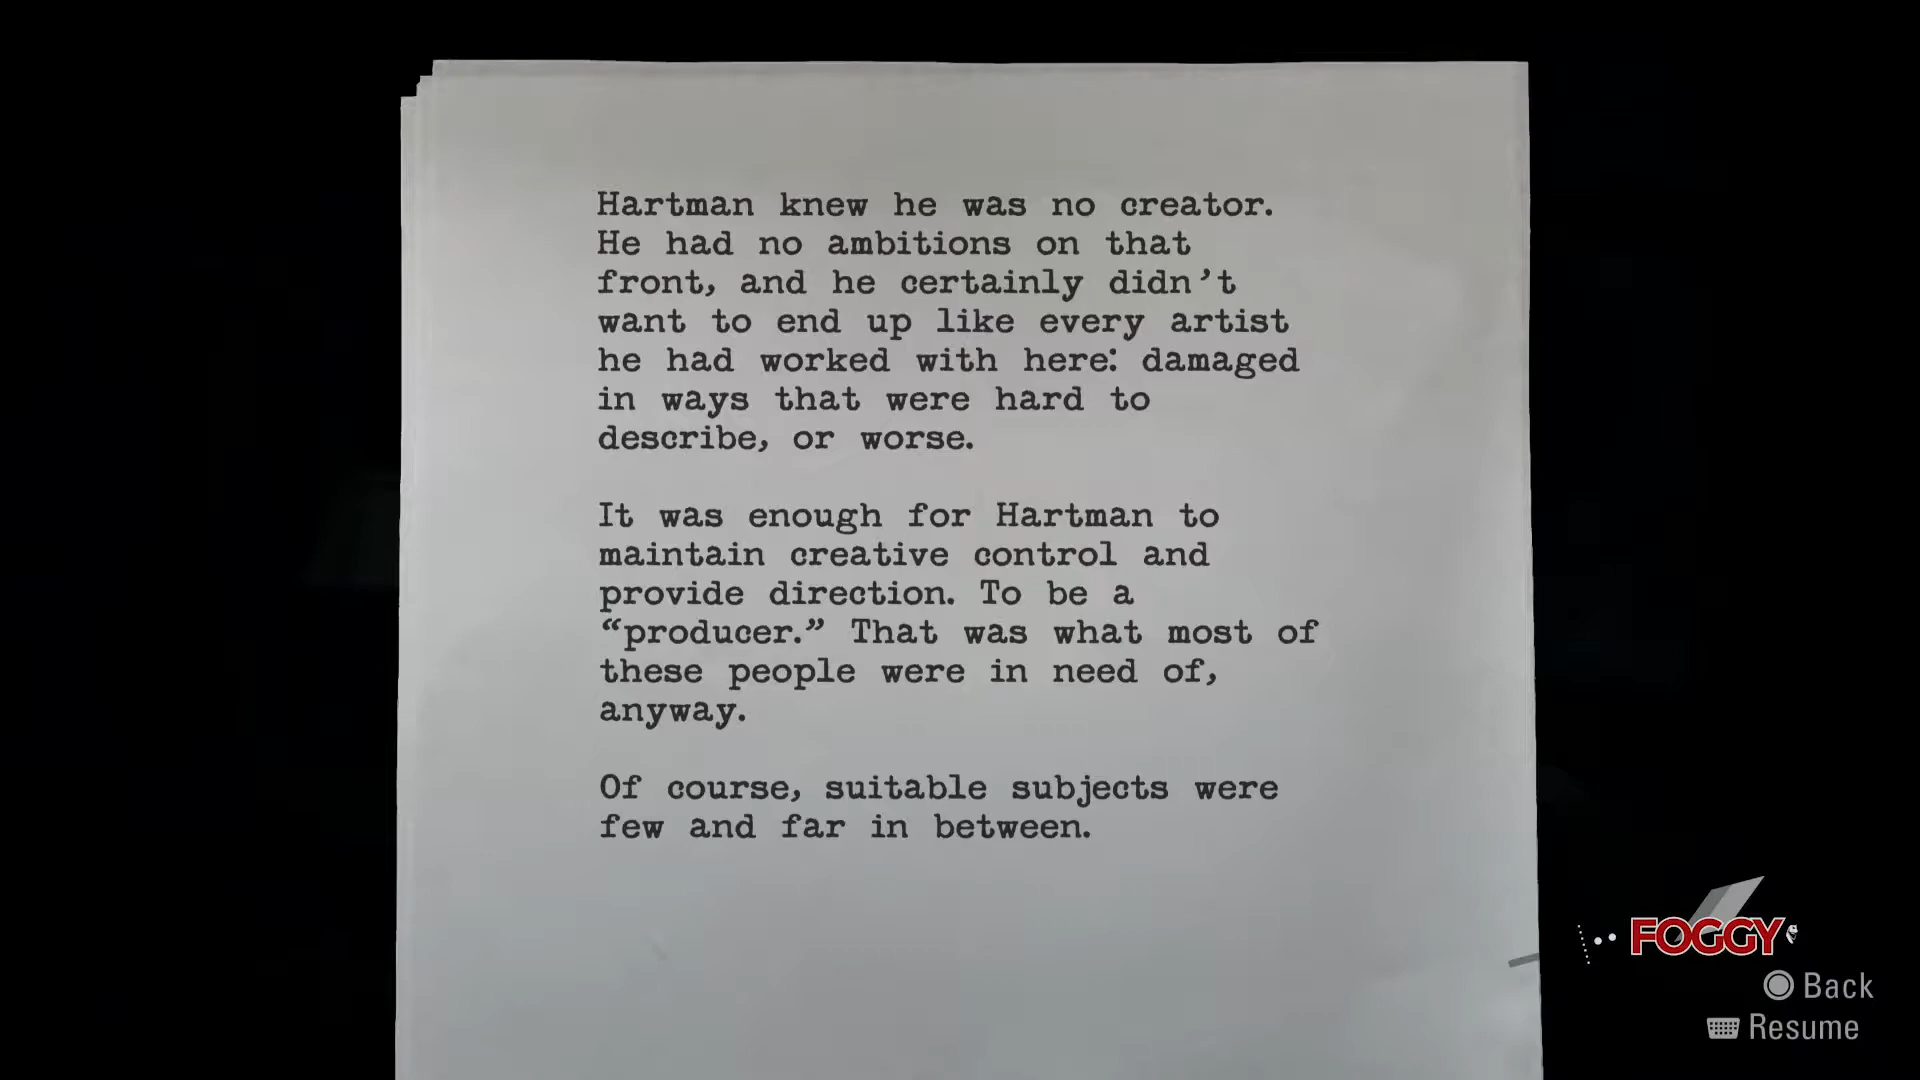 Hartman knew he was no creator.
He had no ambitions on that
front, and he certainly didn’t
want to end up like every artist
he had worked with here: damaged
in ways that were hard to
describe, or worse.
It was enough for Hartman to
maintain creative control and
provide direction. To be a
“producer.” That was what most of
these people were in need of,
anyway.
Of course, suitable subjects were
few and far in between.
FOGGY
Back
Resume